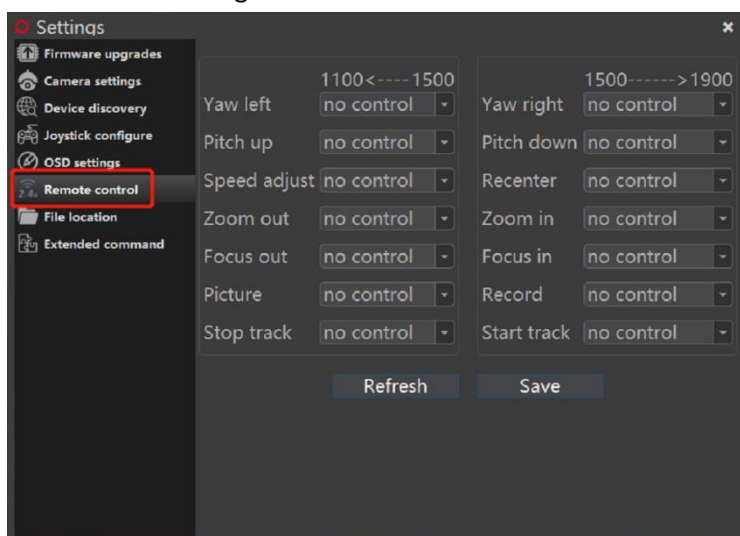 Settings
Firmware upgrades
Camera settings
Device discovery
Joystick configure
OSD settings
2.4G Remote control
File location
Extended command
1100<----1500 1500------>1900
Yaw left no control Yaw right no control
Pitch up no control Pitch down no control
Speed adjust no control Recenter no control
Zoom out no control Zoom in no control
Focus out no control Focus in no control
Picture no control Record no control
Stop track no control Start track no control
Refresh Save